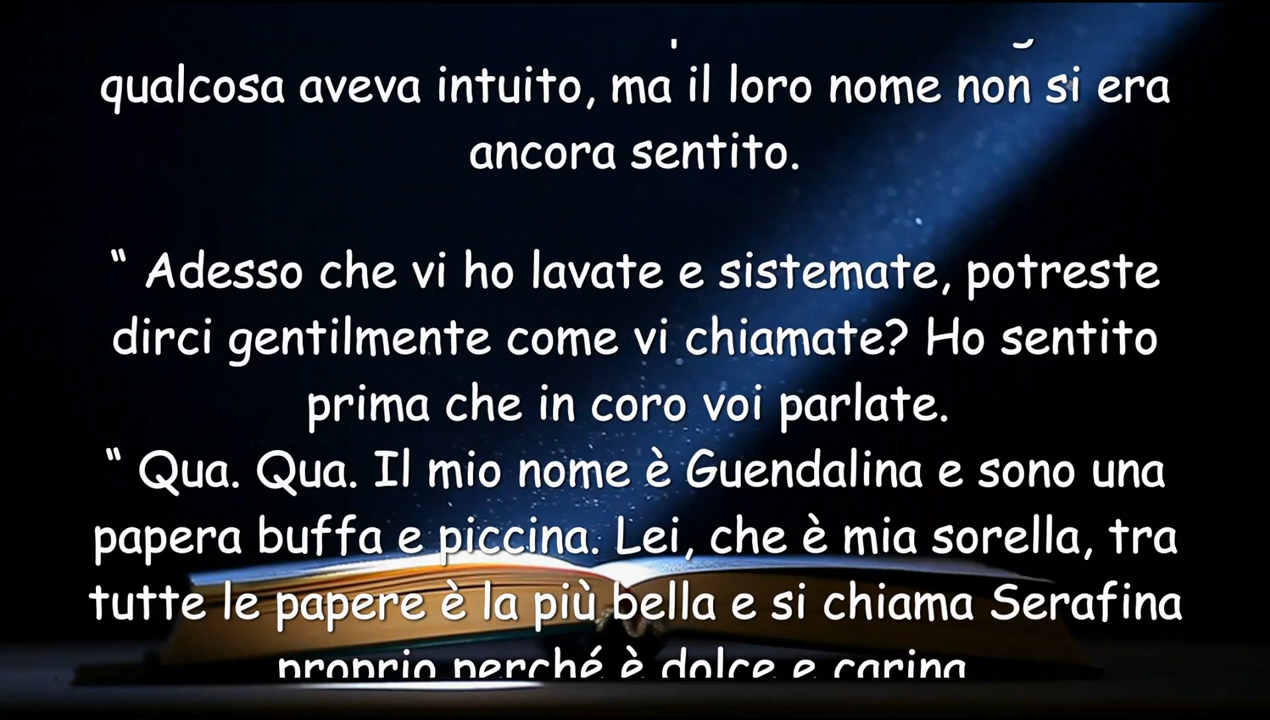 qualcosa aveva intuito, ma il loro nome non si era
ancora sentito.
“ Adesso che vi ho lavate e sistemate, potreste
dirci gentilmente come vi chiamate? Ho sentito
prima che in coro voi parlate.
“ Qua. Qua. Il mio nome è Guendalina e sono una
papera buffa e piccina. Lei, che è mia sorella, tra
tutte le papere è la più bella e si chiama Serafina
proprio perché è dolce e carina